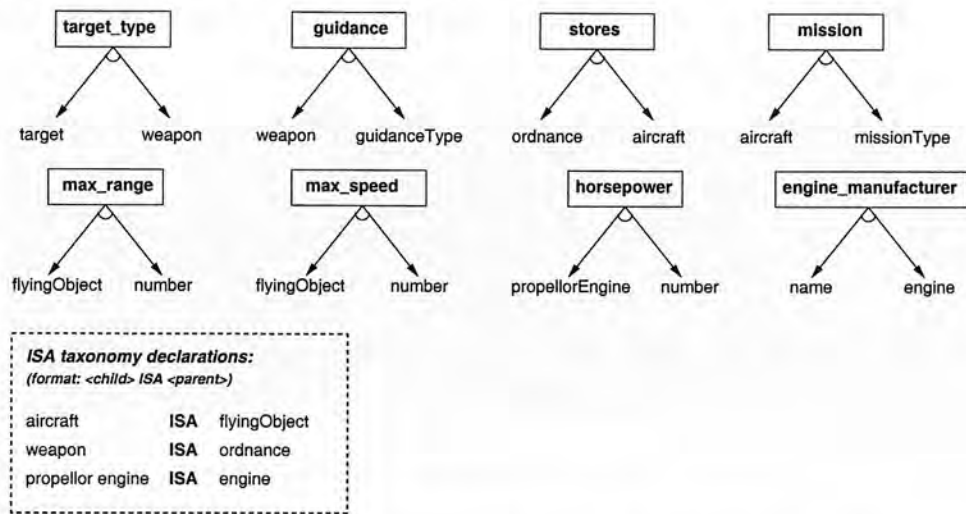 target_type guidance stores mission
target weapon weapon guidanceType ordnance aircraft aircraft missionType
max_range max_speed horsepower engine_manufacturer
flyingObject number flyingObject number propellorEngine number name engine
ISA taxonomy declarations:
(format: <child> ISA <parent>)
aircraft ISA flyingObject
weapon ISA ordnance
propellor engine ISA engine